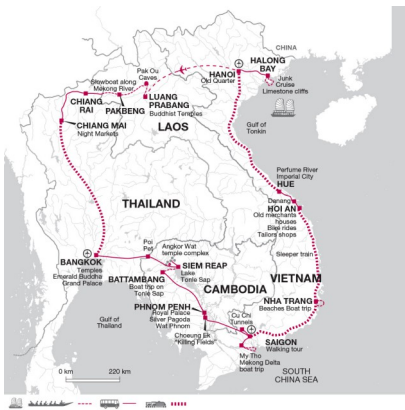 CHINA
HALONG
BAY
HANOI
Old Quarter
Junk
Cruise
Limestone cliffs
Pak Ou
Caves
Slowboat along
Mekong River
CHIANG
RAI
PAKBENG
LUANG
PRABANG
Buddhist Temples
CHIANG MAI
Night Markets
LAOS
Gulf of
Tonkin
Perfume River
Imperial City
HUE
Danang
HOI AN
Old merchants
houses
Bike rides
Tailors shops
THAILAND
Sleeper train
Poi
Pet
Angkor Wat
temple complex
BANGKOK
Temples
Emerald Buddha
Grand Palace
SIEM REAP
Lake
Tonle Sap
BATTAMBANG
Boat trip on
Tonle Sap
VIETNAM
CAMBODIA
NHA TRANG
Beaches Boat trip
PHNOM PENH
Royal Palace
Silver Pagoda
Wat Phnom
Cu Chi
Tunnels
Choeung Ek
"Killing Fields"
Gulf of
Thailand
SAIGON
Walking tour
My Tho
Mekong Delta
boat trip
SOUTH
CHINA SEA
0 km
220 km